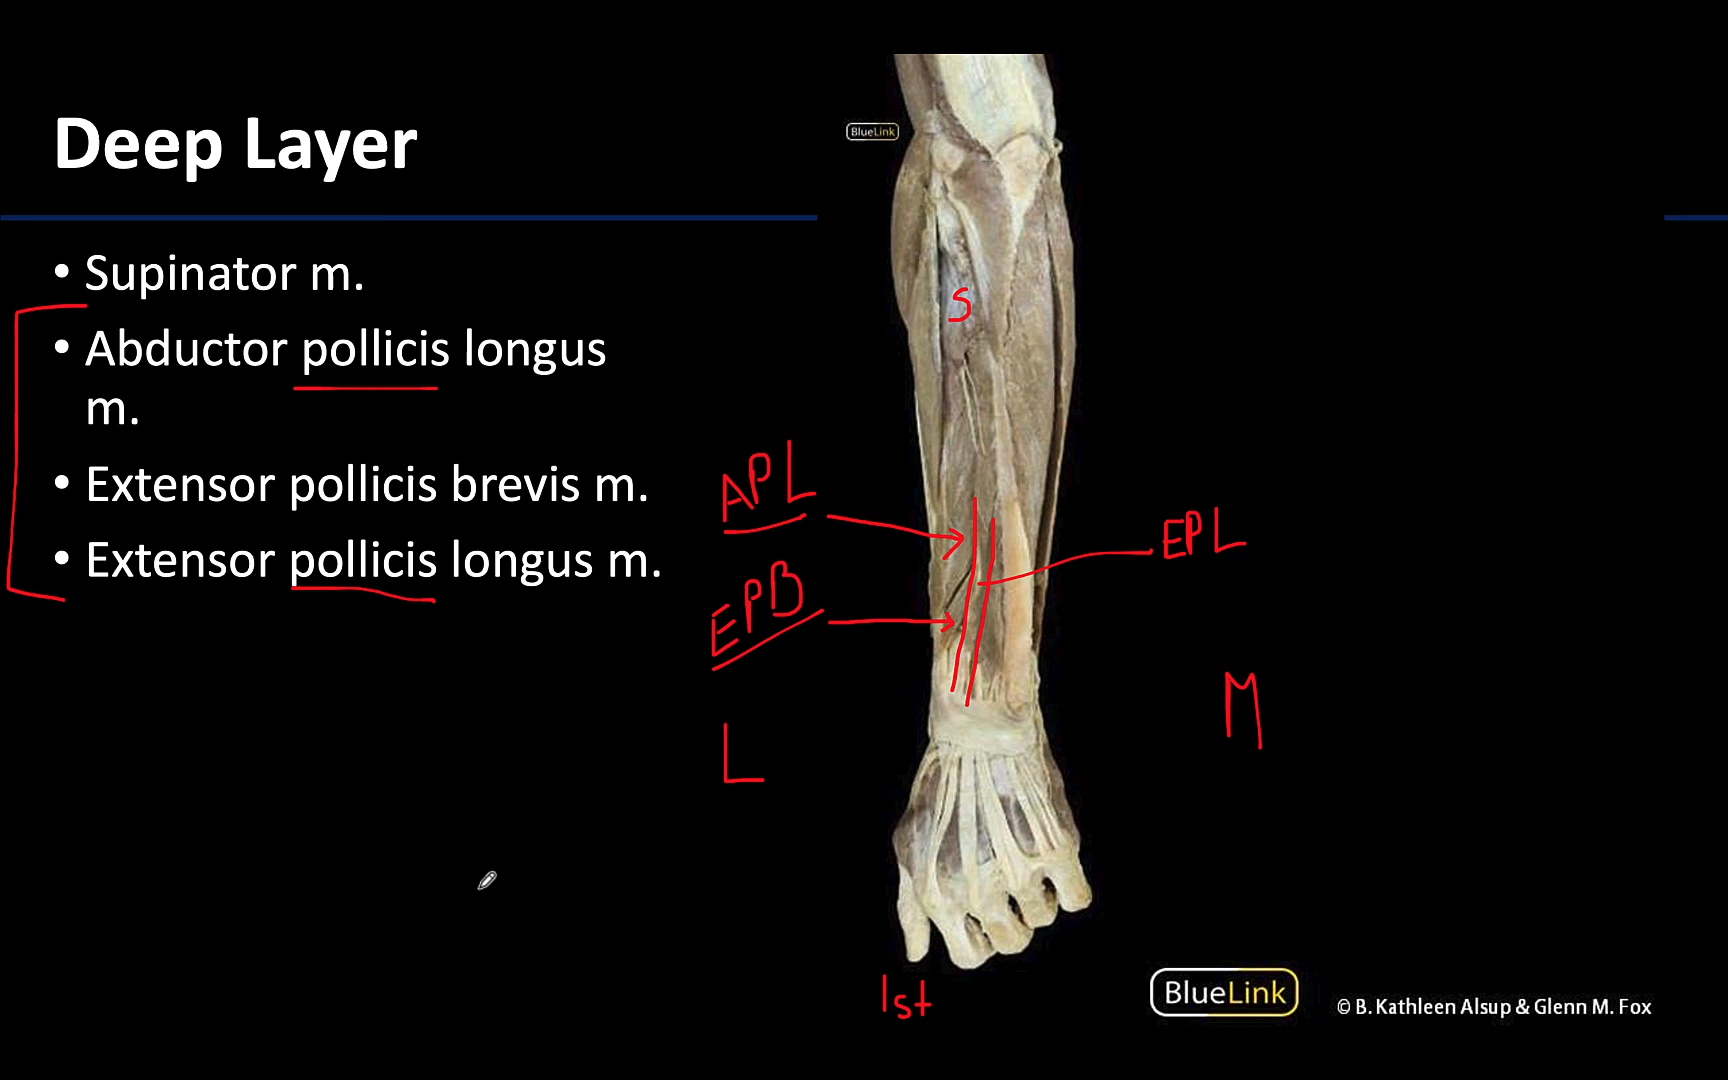 Deep Layer
• Supinator m.
• Abductor pollicis longus
m.
• Extensor pollicis brevis m.
• Extensor pollicis longus m.
BlueLink
S
APL
EPL
EPB
L
M
1st
BlueLink
© B. Kathleen Alsup & Glenn M. Fox